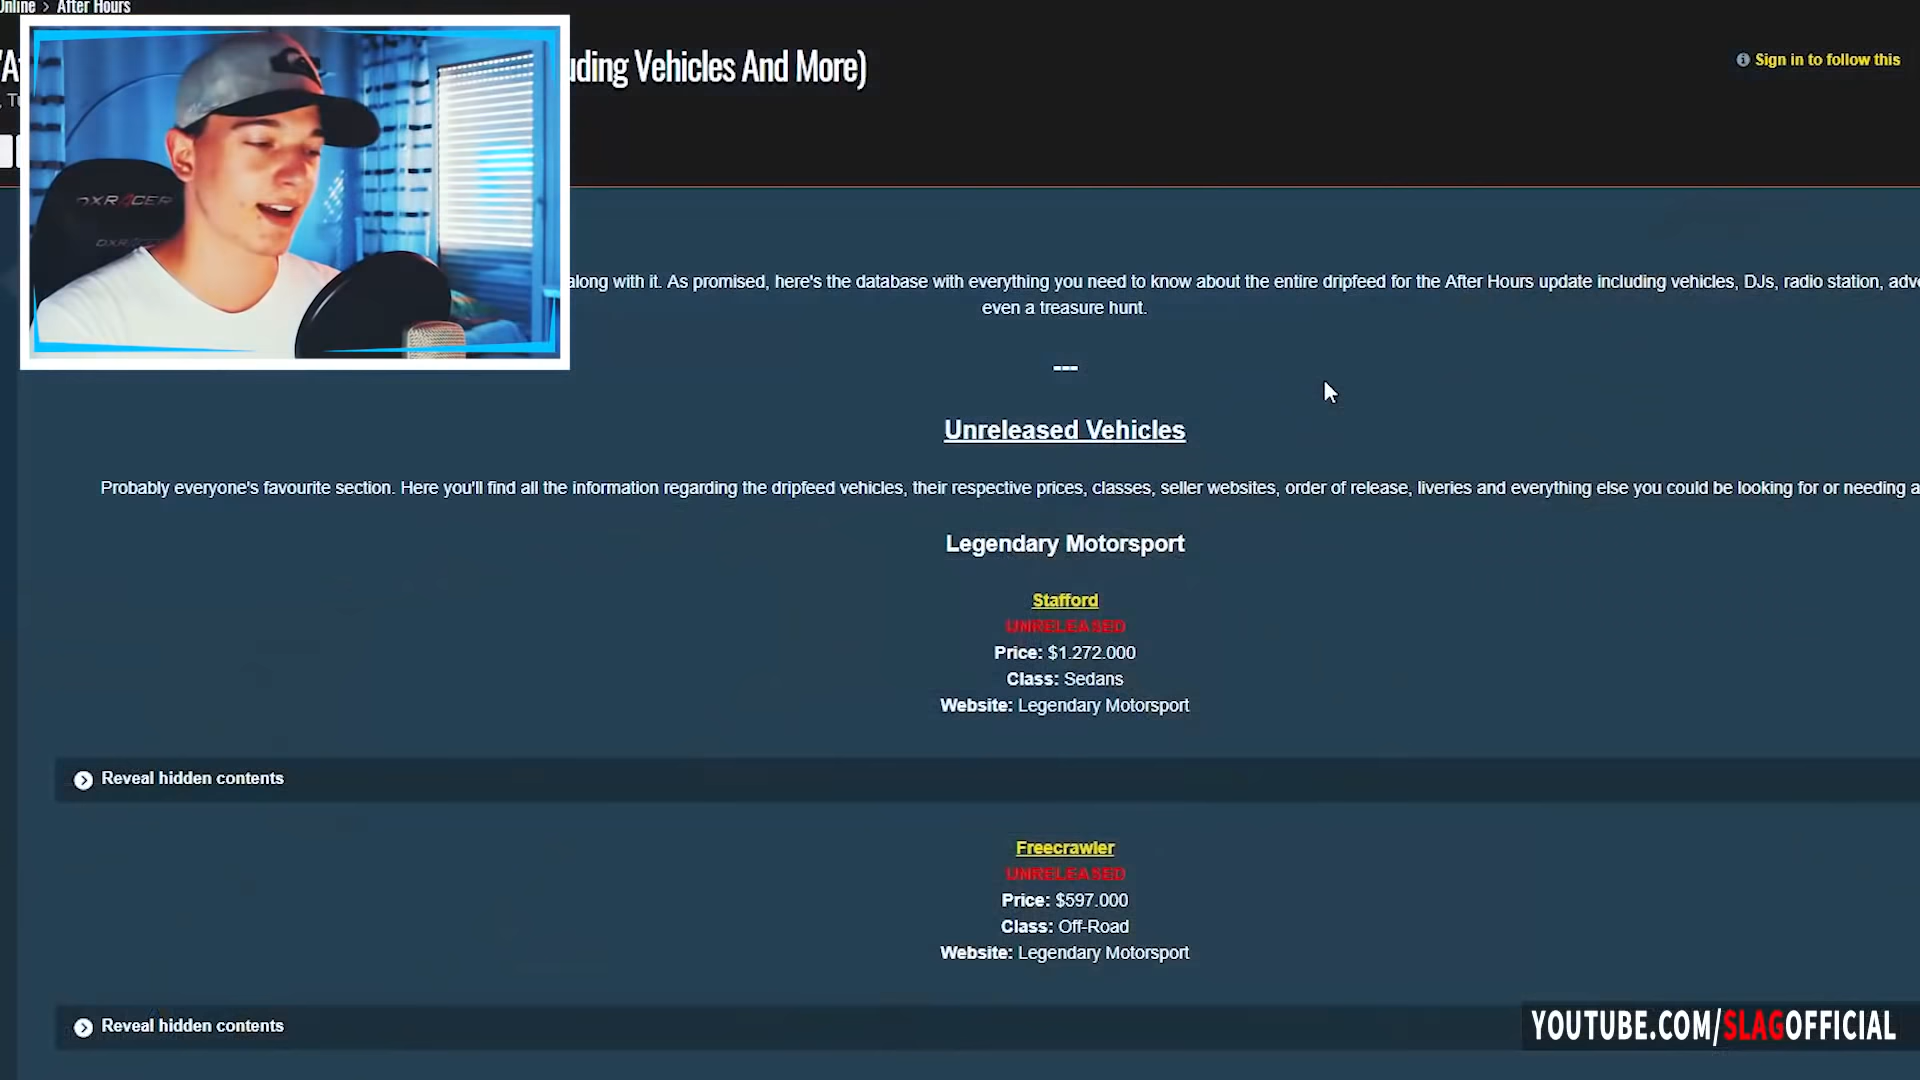 Online > After Hours
uding Vehicles And More)
Sign in to follow this
DXRACER
along with it. As promised, here's the database with everything you need to know about the entire dripfeed for the After Hours update including vehicles, DJs, radio station, adve
even a treasure hunt.
---
Unreleased Vehicles
Probably everyone's favourite section. Here you'll find all the information regarding the dripfeed vehicles, their respective prices, classes, seller websites, order of release, liveries and everything else you could be looking for or needing a
Legendary Motorsport
Stafford
UNRELEASED
Price: $1.272.000
Class: Sedans
Website: Legendary Motorsport
Reveal hidden contents
Freecrawler
UNRELEASED
Price: $597.000
Class: Off-Road
Website: Legendary Motorsport
Reveal hidden contents
YOUTUBE.COM/SLAGOFFICIAL